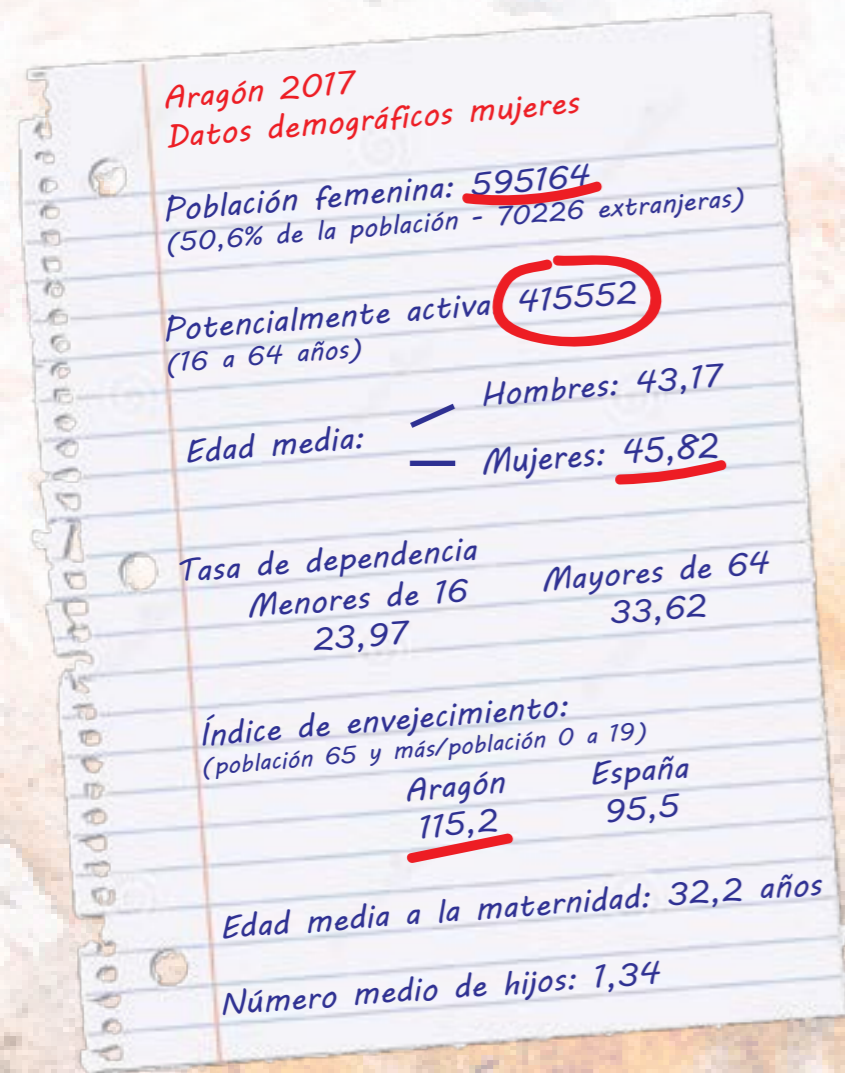 Aragón 2017
Datos demográficos mujeres
Población femenina: 595164
(50,6% de la población - 70226 extranjeras)
Potencialmente activa 415552
(16 a 64 años)
Hombres: 43,17
Edad media:
Mujeres: 45,82
Tasa de dependencia
Menores de 16 Mayores de 64
23,97 33,62
Índice de envejecimiento:
(población 65 y más/población 0 a 19)
Aragón España
115,2 95,5
Edad media a la maternidad: 32,2 años
Número medio de hijos: 1,34